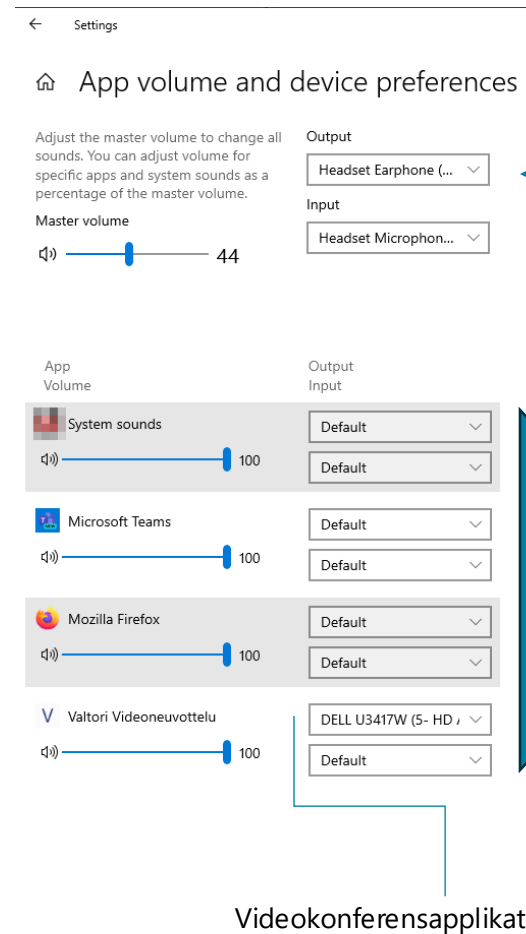 Settings
App volume and device preferences
Adjust the master volume to change all
sounds. You can adjust volume for
specific apps and system sounds as a
percentage of the master volume.
Master volume
44
Output
Headset Earphone (...
Input
Headset Microphon...
App
Volume
Output
Input
System sounds
Default
100
Default
Microsoft Teams
Default
100
Default
Mozilla Firefox
Default
100
Default
V Valtori Videoneuvottelu
DELL U3417W (5- HD
100
Default
Videokonferensapplikat